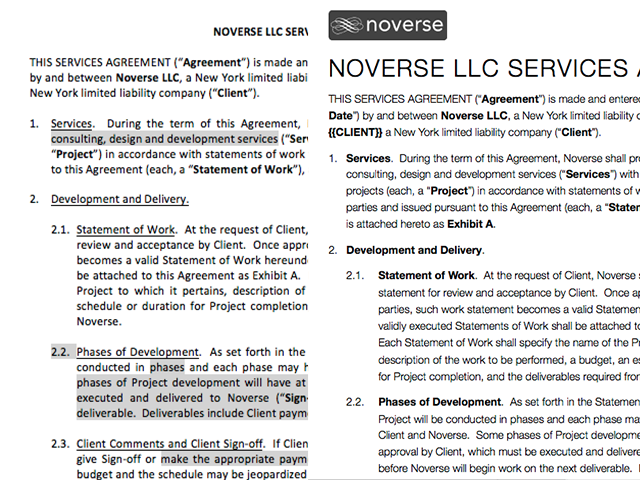 NOVERSE LLC SERV
THIS SERVICES AGREEMENT (“Agreement”) is made an
by and between Noverse LLC, a New York limited liabi
New York limited liability company (“Client”).
1. Services. During the term of this Agreement,
consulting, design and development services (“Ser
“Project”) in accordance with statements of work
to this Agreement (each, a “Statement of Work”),
2. Development and Delivery.
2.1. Statement of Work. At the request of Client,
review and acceptance by Client. Once appr
becomes a valid Statement of Work hereund
be attached to this Agreement as Exhibit A.
Project to which it pertains, description of
schedule or duration for Project completion
Noverse.
2.2. Phases of Development. As set forth in the
conducted in phases and each phase may h
phases of Project development will have at
executed and delivered to Noverse (“Sign-
deliverable. Deliverables include Client paym
2.3. Client Comments and Client Sign-off. If Clien
give Sign-off or make the appropriate paym
budget and the schedule may be jeopardized
noverse
NOVERSE LLC SERVICES A
THIS SERVICES AGREEMENT (“Agreement”) is made and entered
Date”) by and between Noverse LLC, a New York limited liability c
{{CLIENT}} a New York limited liability company (“Client”).
1. Services. During the term of this Agreement, Noverse shall pro
consulting, design and development services (“Services”) with
projects (each, a “Project”) in accordance with statements of w
parties and issued pursuant to this Agreement (each, a “Statem
is attached hereto as Exhibit A.
2. Development and Delivery.
2.1. Statement of Work. At the request of Client, Noverse s
statement for review and acceptance by Client. Once ap
parties, such work statement becomes a valid Statemen
validly executed Statements of Work shall be attached to
Each Statement of Work shall specify the name of the Pr
description of the work to be performed, a budget, an es
for Project completion, and the deliverables required from
2.2. Phases of Development. As set forth in the Statemen
Project will be conducted in phases and each phase ma
Client and Noverse. Some phases of Project developme
approval by Client, which must be executed and delivere
before Noverse will begin work on the next deliverable.